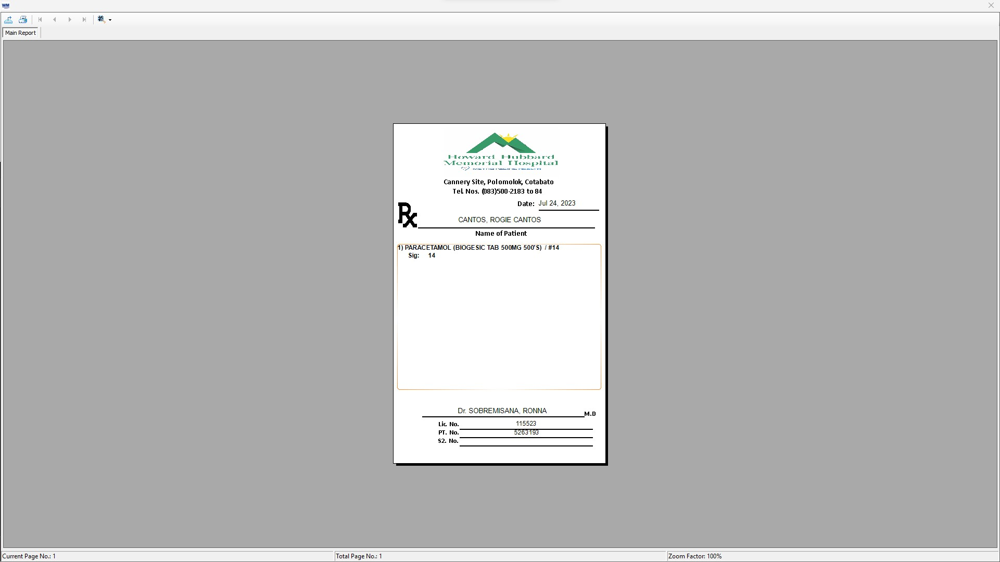 WM
Main Report
Howard Hubbard
Memorial Hospital
Cannery Site, Polomolok, Cotabato
Tel. Nos. (083)500-2183 to 84
Date: Jul 24, 2023
Rx
CANTOS, ROGIE CANTOS
Name of Patient
1) PARACETAMOL (BIOGESIC TAB 500MG 500'S) / #14
Sig: 14
Dr. SOBREMISANA, RONNA
M.D
Lic. No. 115523
PT. No. 5263193
S2. No.
Current Page No.: 1
Total Page No.: 1
Zoom Factor: 100%